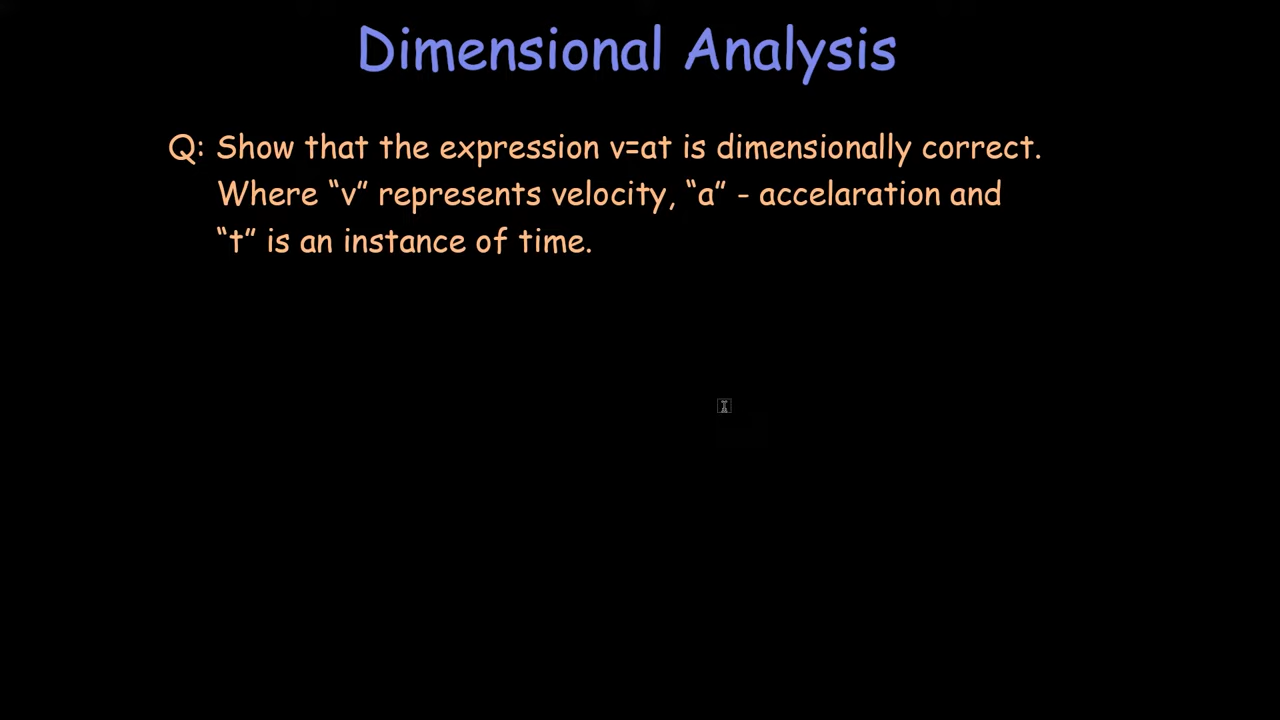 Dimensional Analysis
Q: Show that the expression v=at is dimensionally correct.
Where “v” represents velocity, “a” - accelaration and
“t” is an instance of time.